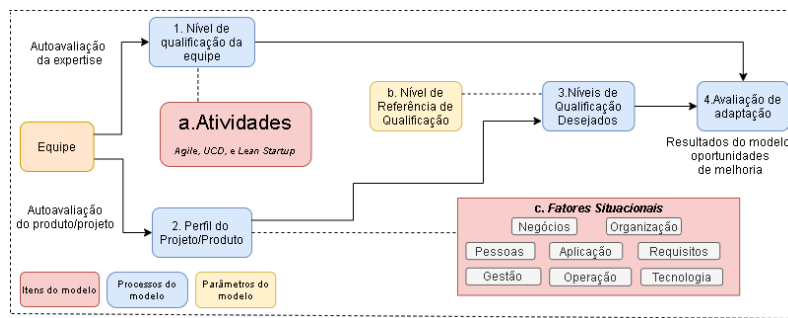 Autoavaliação
da expertise
1. Nível de
qualificação da
equipe
b. Nível de
Referência de
Qualificação
3.Níveis de
Qualificação
Desejados
4.Avaliação de
adaptação
a.Atividades
Agile, UCD, e Lean Startup
Equipe
Resultados do modelo
oportunidades
de melhoria
Autoavaliação
do produto/projeto
2. Perfil do
Projeto/Produto
c. Fatores Situacionais
Negócios
Organização
Pessoas
Aplicação
Requisitos
Gestão
Operação
Tecnologia
Itens do modelo
Processos do
modelo
Parâmetros do
modelo